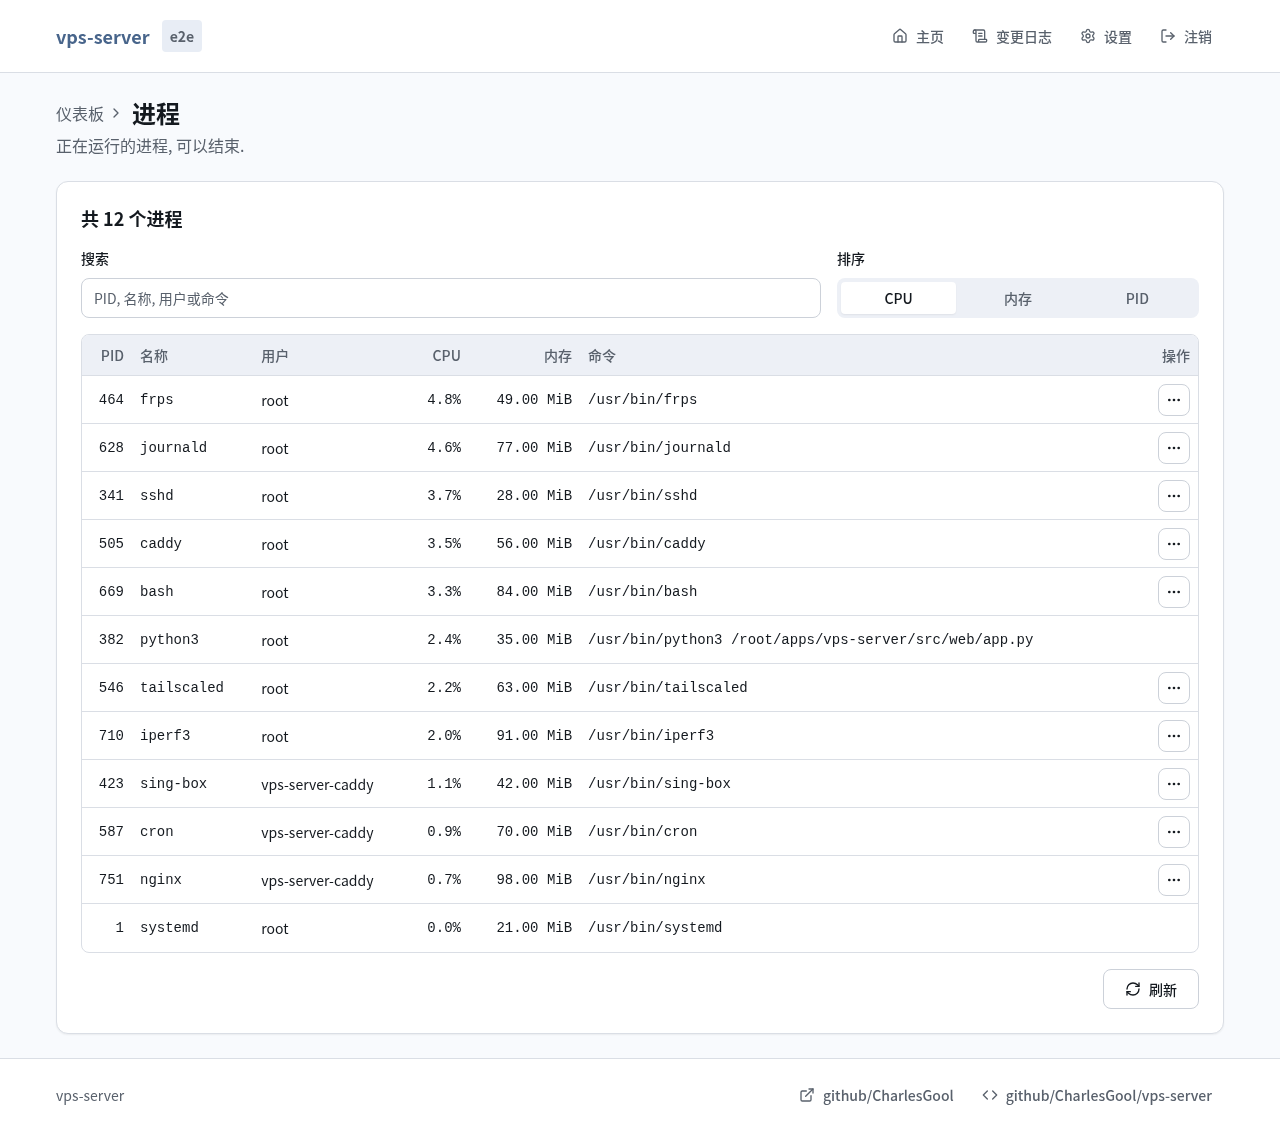 vps-server e2e 主页 变更日志 设置 注销
仪表板 进程
正在运行的进程, 可以结束.
共 12 个进程
搜索 排序
PID, 名称, 用户或命令 CPU 内存 PID
PID 名称 用户 CPU 内存 命令 操作
464 frps root 4.8% 49.00 MiB /usr/bin/frps
628 journald root 4.6% 77.00 MiB /usr/bin/journald
341 sshd root 3.7% 28.00 MiB /usr/bin/sshd
505 caddy root 3.5% 56.00 MiB /usr/bin/caddy
669 bash root 3.3% 84.00 MiB /usr/bin/bash
382 python3 root 2.4% 35.00 MiB /usr/bin/python3 /root/apps/vps-server/src/web/app.py
546 tailscaled root 2.2% 63.00 MiB /usr/bin/tailscaled
710 iperf3 root 2.0% 91.00 MiB /usr/bin/iperf3
423 sing-box vps-server-caddy 1.1% 42.00 MiB /usr/bin/sing-box
587 cron vps-server-caddy 0.9% 70.00 MiB /usr/bin/cron
751 nginx vps-server-caddy 0.7% 98.00 MiB /usr/bin/nginx
1 systemd root 0.0% 21.00 MiB /usr/bin/systemd
刷新
vps-server github/CharlesGool github/CharlesGool/vps-server